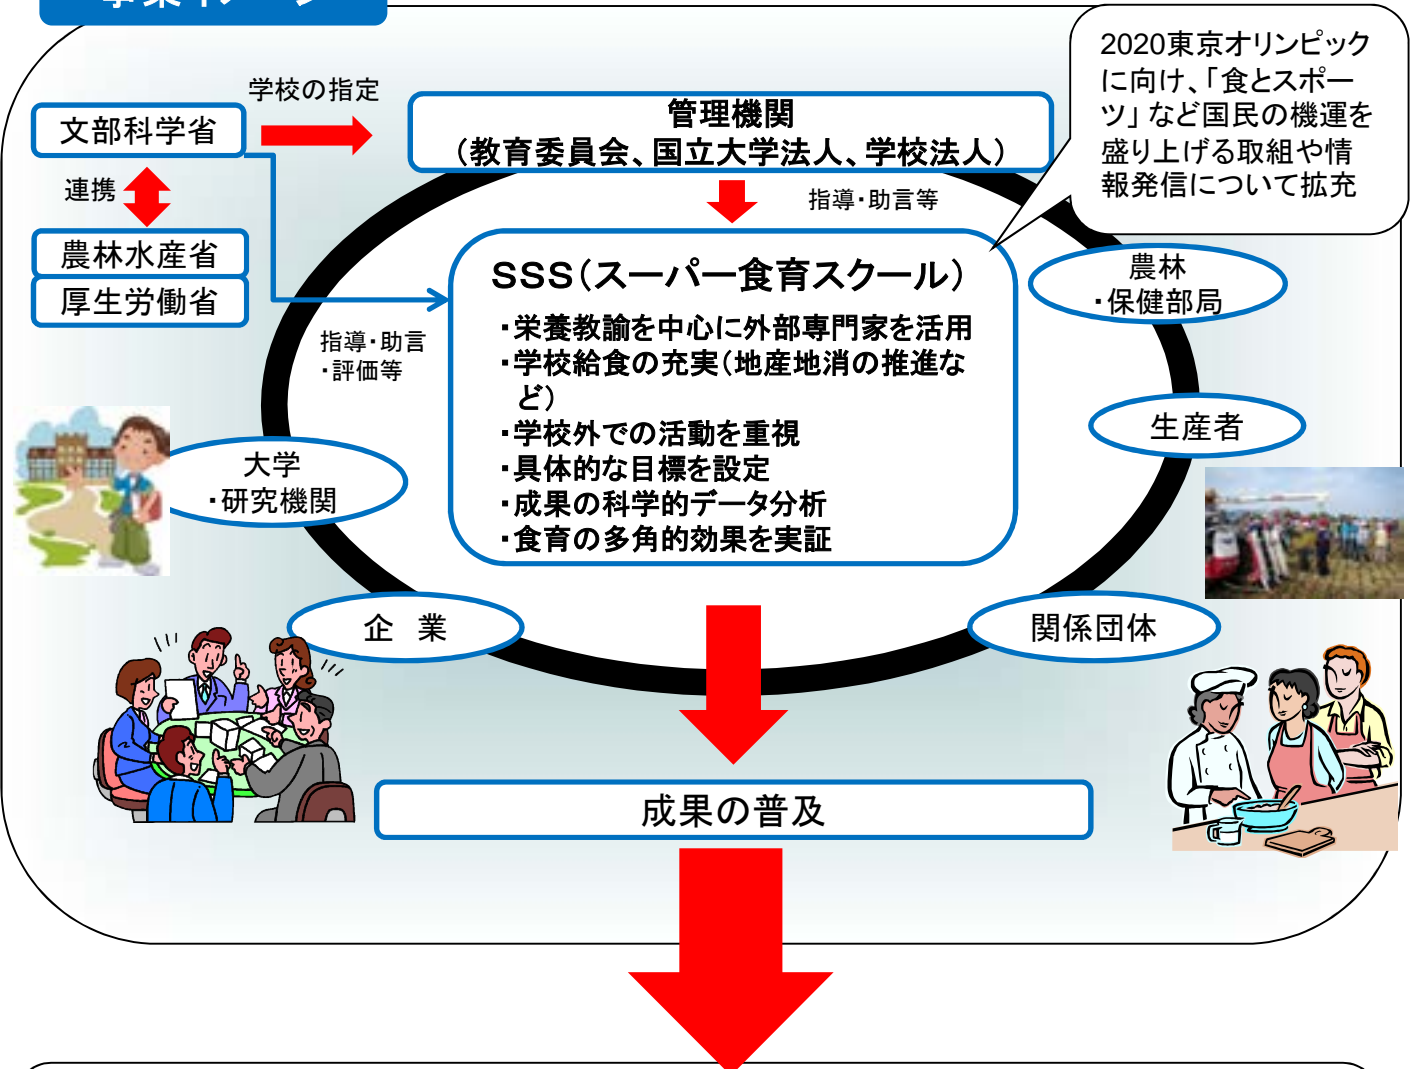 事業イメージ
2020東京オリンピック
に向け、「食とスポー
ツ」など国民の機運を
盛り上げる取組や情
報発信について拡充
学校の指定
文部科学省
管理機関
（教育委員会、国立大学法人、学校法人）
連携
指導・助言等
農林水産省
厚生労働省
SSS（スーパー食育スクール）
・栄養教諭を中心に外部専門家を活用
・学校給食の充実（地産地消の推進な
ど）
・学校外での活動を重視
・具体的な目標を設定
・成果の科学的データ分析
・食育の多角的効果を実証
指導・助言
・評価等
農林
・保健部局
生産者
大学
・研究機関
企　業
関係団体
成果の普及